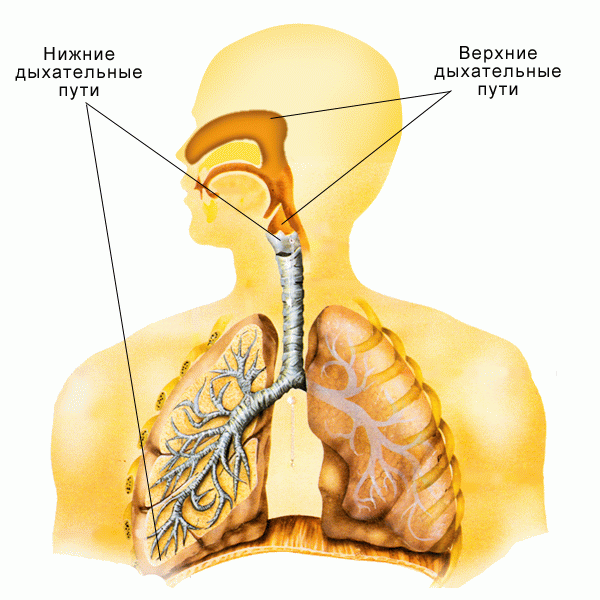 Нижние
дыхательные
пути
Верхние
дыхательные
пути